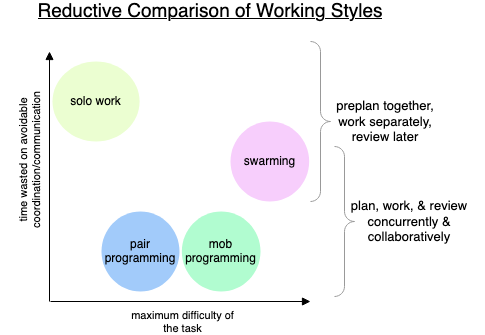 Reductive Comparison of Working Styles
time wasted on avoidable
coordination/communication
solo work
swarming
pair
programming
mob
programming
preplan together,
work separately,
review later
plan, work, & review
concurrently &
collaboratively
maximum difficulty of
the task